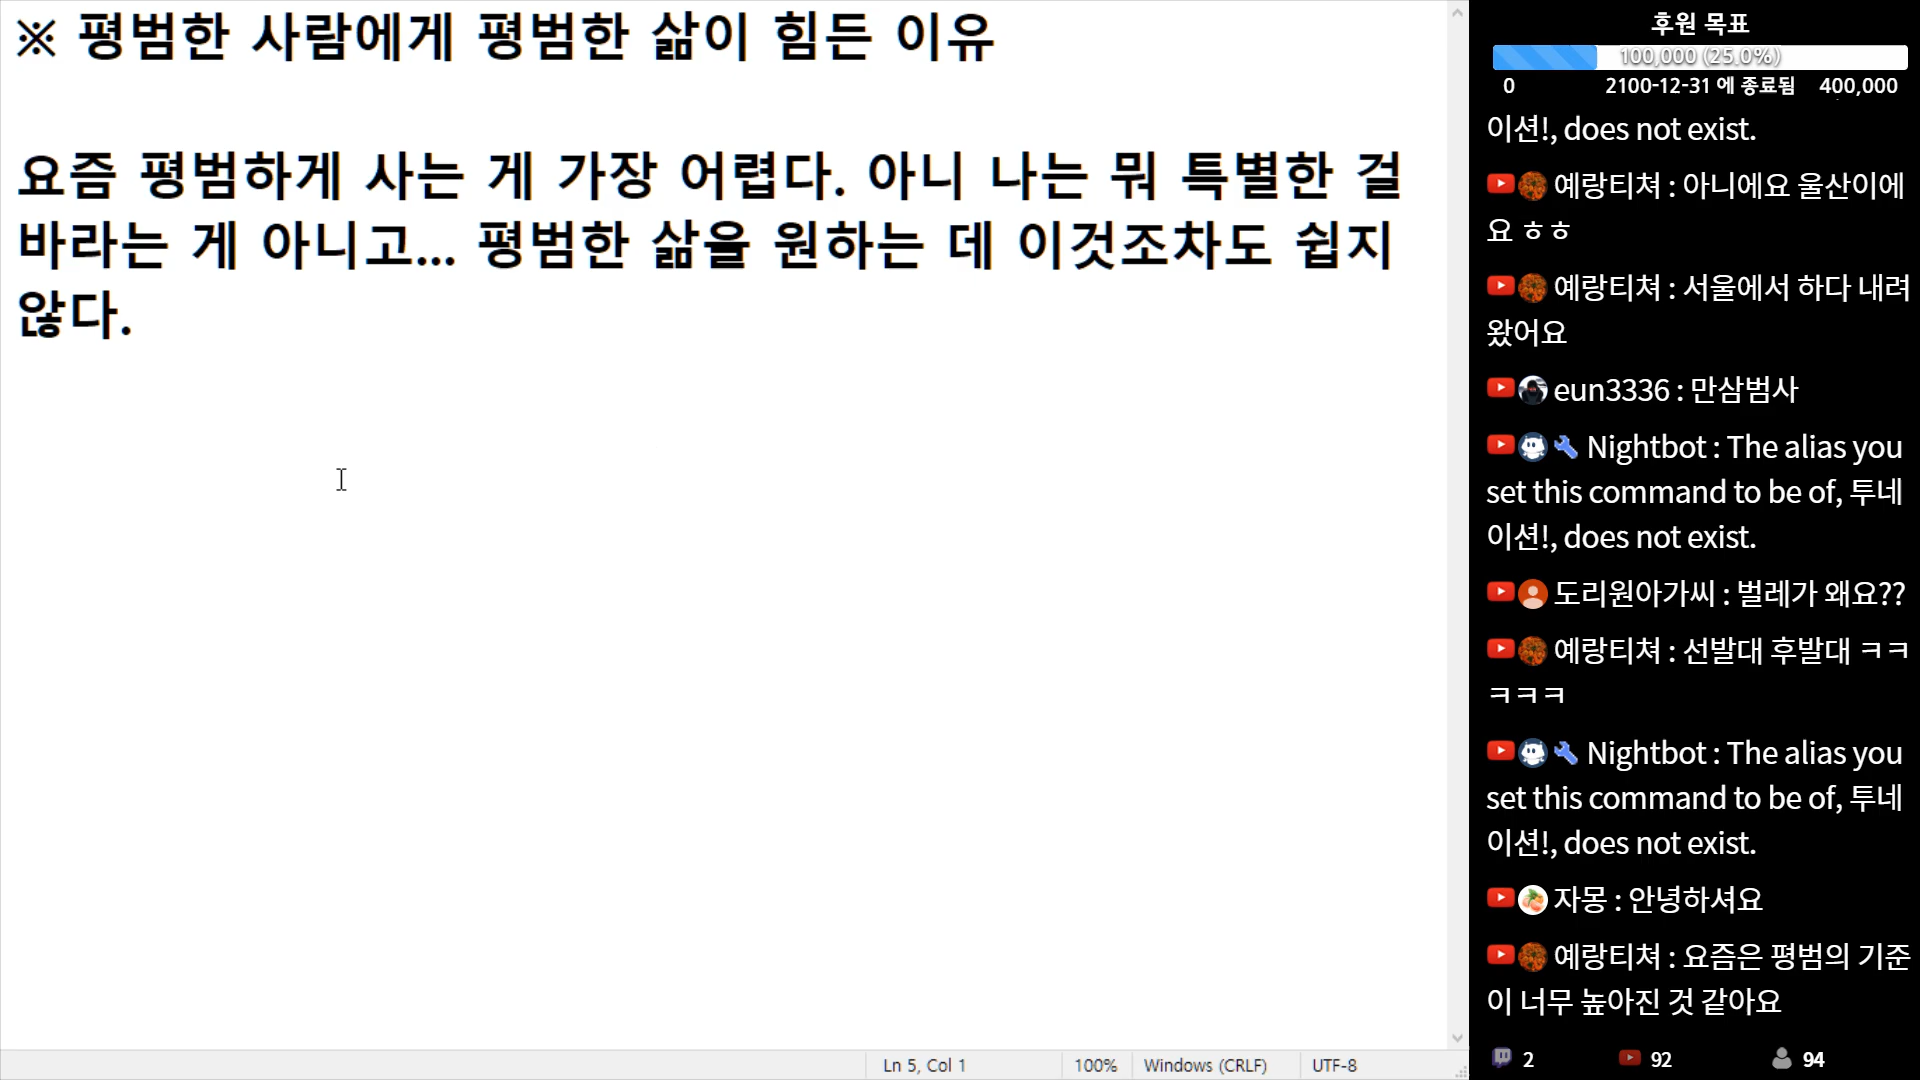 ※ 평범한 사람에게 평범한 삶이 힘든 이유
요즘 평범하게 사는 게 가장 어렵다. 아니 나는 뭐 특별한 걸
바라는 게 아니고... 평범한 삶을 원하는 데 이것조차도 쉽지
않다.
Ln 5, Col 1
100%
Windows (CRLF)
UTF-8
후원 목표
100,000 (25.0%)
0 2100-12-31 에 종료됨 400,000
이션!, does not exist.
예랑티쳐 : 아니에요 울산이에
요 ㅎㅎ
예랑티쳐 : 서울에서 하다 내려
왔어요
eun3336 : 만삼범사
Nightbot : The alias you
set this command to be of, 투네
이션!, does not exist.
도리원아가씨 : 벌레가 왜요??
예랑티쳐 : 선발대 후발대 ㅋㅋ
ㅋㅋㅋ
Nightbot : The alias you
set this command to be of, 투네
이션!, does not exist.
자몽 : 안녕하셔요
예랑티쳐 : 요즘은 평범의 기준
이 너무 높아진 것 같아요
2 92 94